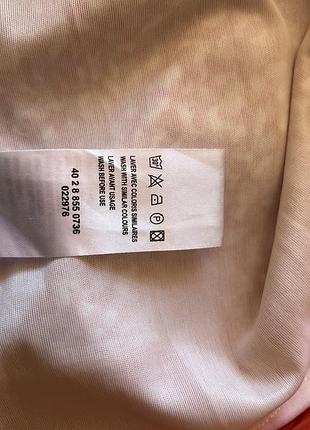 LAVER AVEC COLORIS SIMILAIRES
WASH WITH SIMILAR COLOURS
LAVER AVANT USAGE
WASH BEFORE USE
40 2 8 855 0736
022976